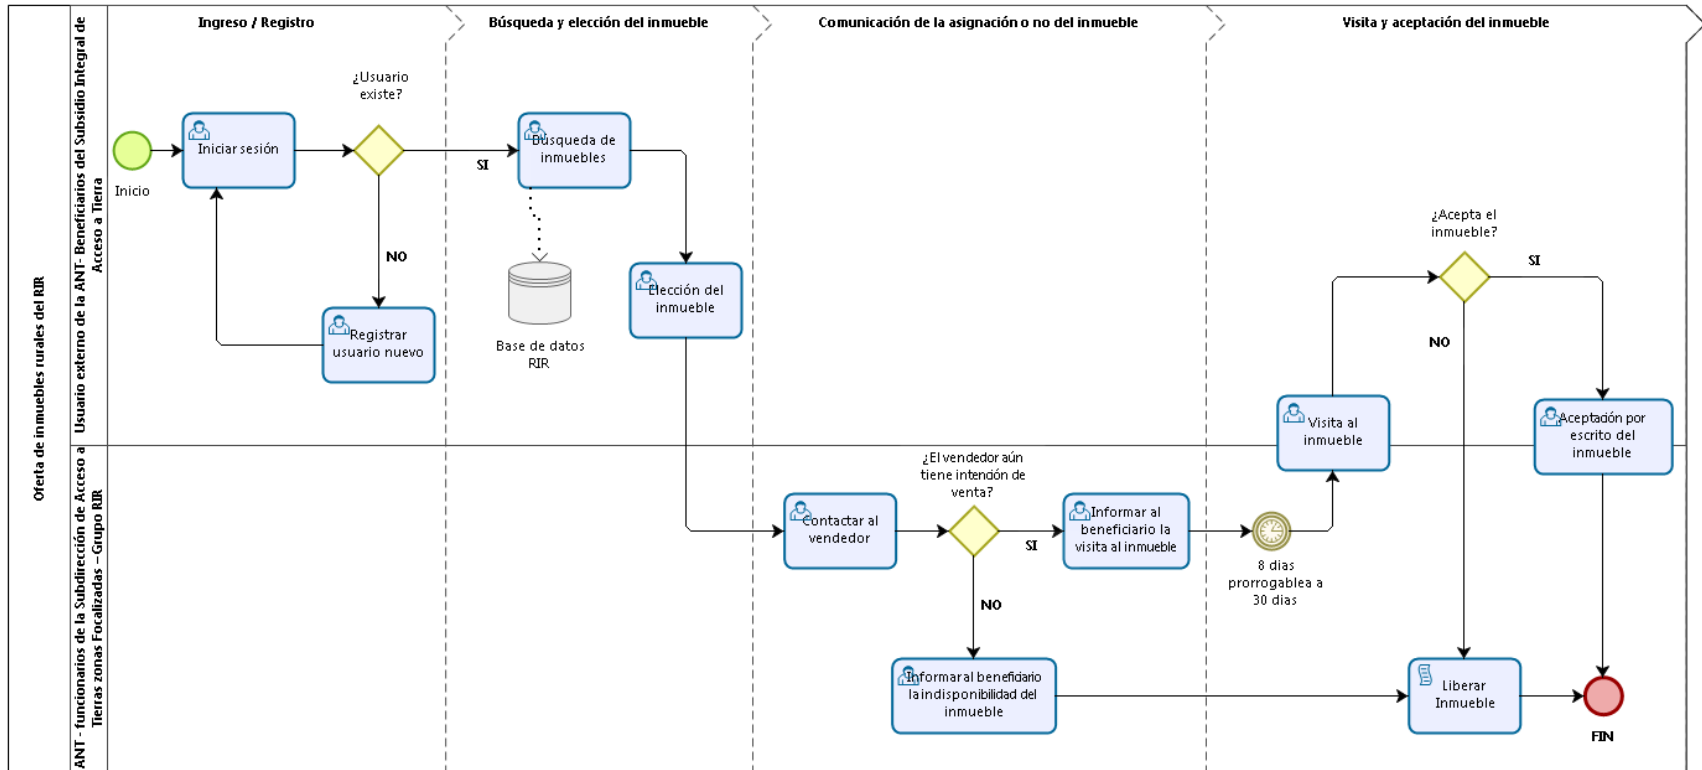 Ingreso / Registro
Búsqueda y elección del inmueble
Comunicación de la asignación o no del inmueble
Visita y aceptación del inmueble
Oferta de inmuebles rurales del RIR
Usuario externo de la ANT- Beneficiarios del Subsidio Integral de
Acceso a Tierra
¿Usuario
existe?
Inicio
Iniciar sesión
SI
NO
Registrar
usuario nuevo
Búsqueda de
inmuebles
Base de datos
RIR
Elección del
inmueble
¿Acepta el
inmueble?
SI
NO
Visita al
inmueble
Aceptación por
escrito del
inmueble
ANT - funcionarios de la Subdirección de Acceso a
Tierras zonas Focalizadas – Grupo RIR
Contactar al
vendedor
¿El vendedor aún
tiene intención de
venta?
SI
NO
Informar al
beneficiario la
visita al inmueble
8 dias
prorrogablea a
30 dias
Informar al beneficiario
la indisponibilidad del
inmueble
Liberar
Inmueble
FIN